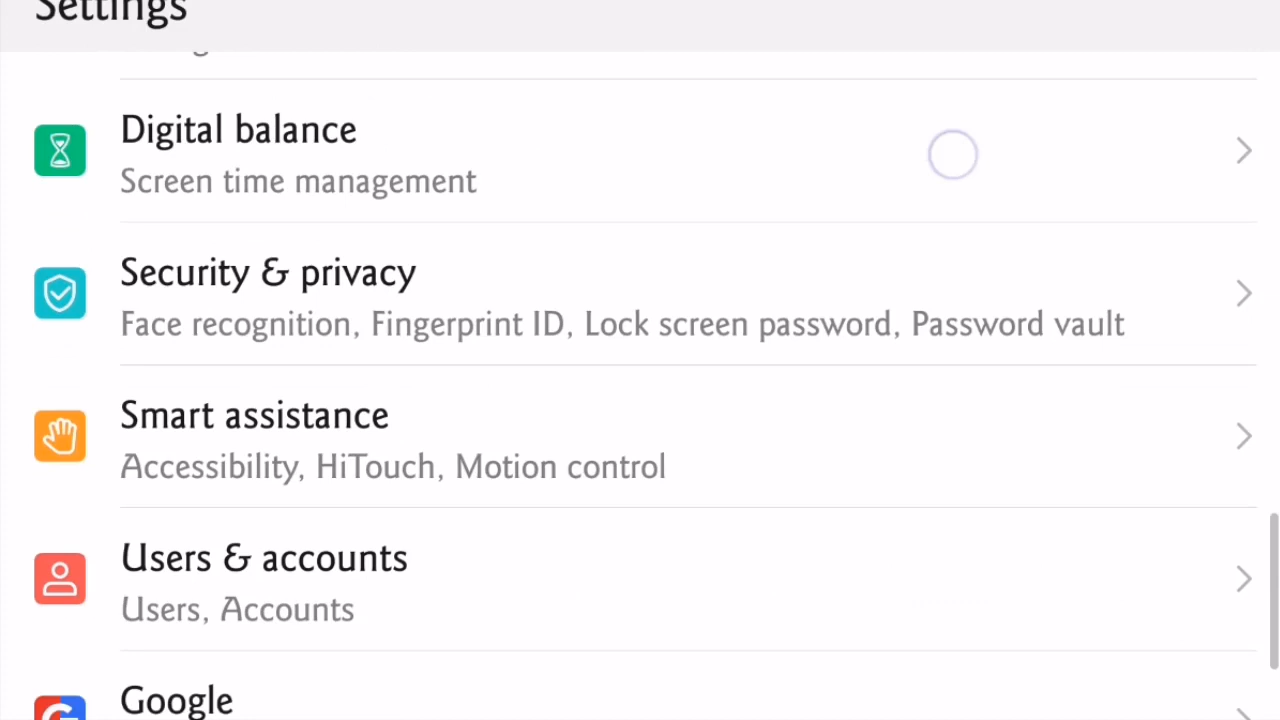 Settings
Digital balance
Screen time management
Security & privacy
Face recognition, Fingerprint ID, Lock screen password, Password vault
Smart assistance
Accessibility, HiTouch, Motion control
Users & accounts
Users, Accounts
Google